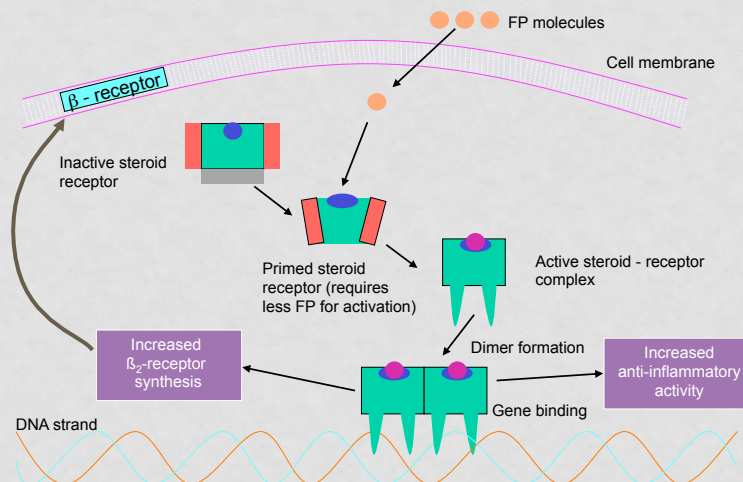 FP molecules
Cell membrane
β - receptor
Inactive steroid
receptor
Primed steroid
receptor (requires
less FP for activation)
Active steroid - receptor
complex
Dimer formation
Increased
ß₂-receptor
synthesis
Increased
anti-inflammatory
activity
Gene binding
DNA strand